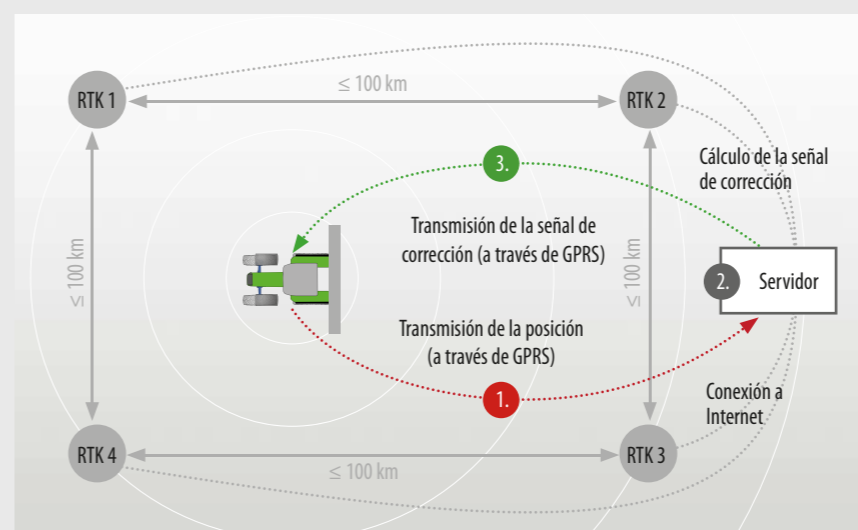 RTK 1
≤ 100 km
RTK 2
Cálculo de la señal
de corrección
3.
Transmisión de la señal de
corrección (a través de GPRS)
≤ 100 km
≤ 100 km
2.
Servidor
Transmisión de la posición
(a través de GPRS)
1.
Conexión a
Internet
RTK 4
≤ 100 km
RTK 3